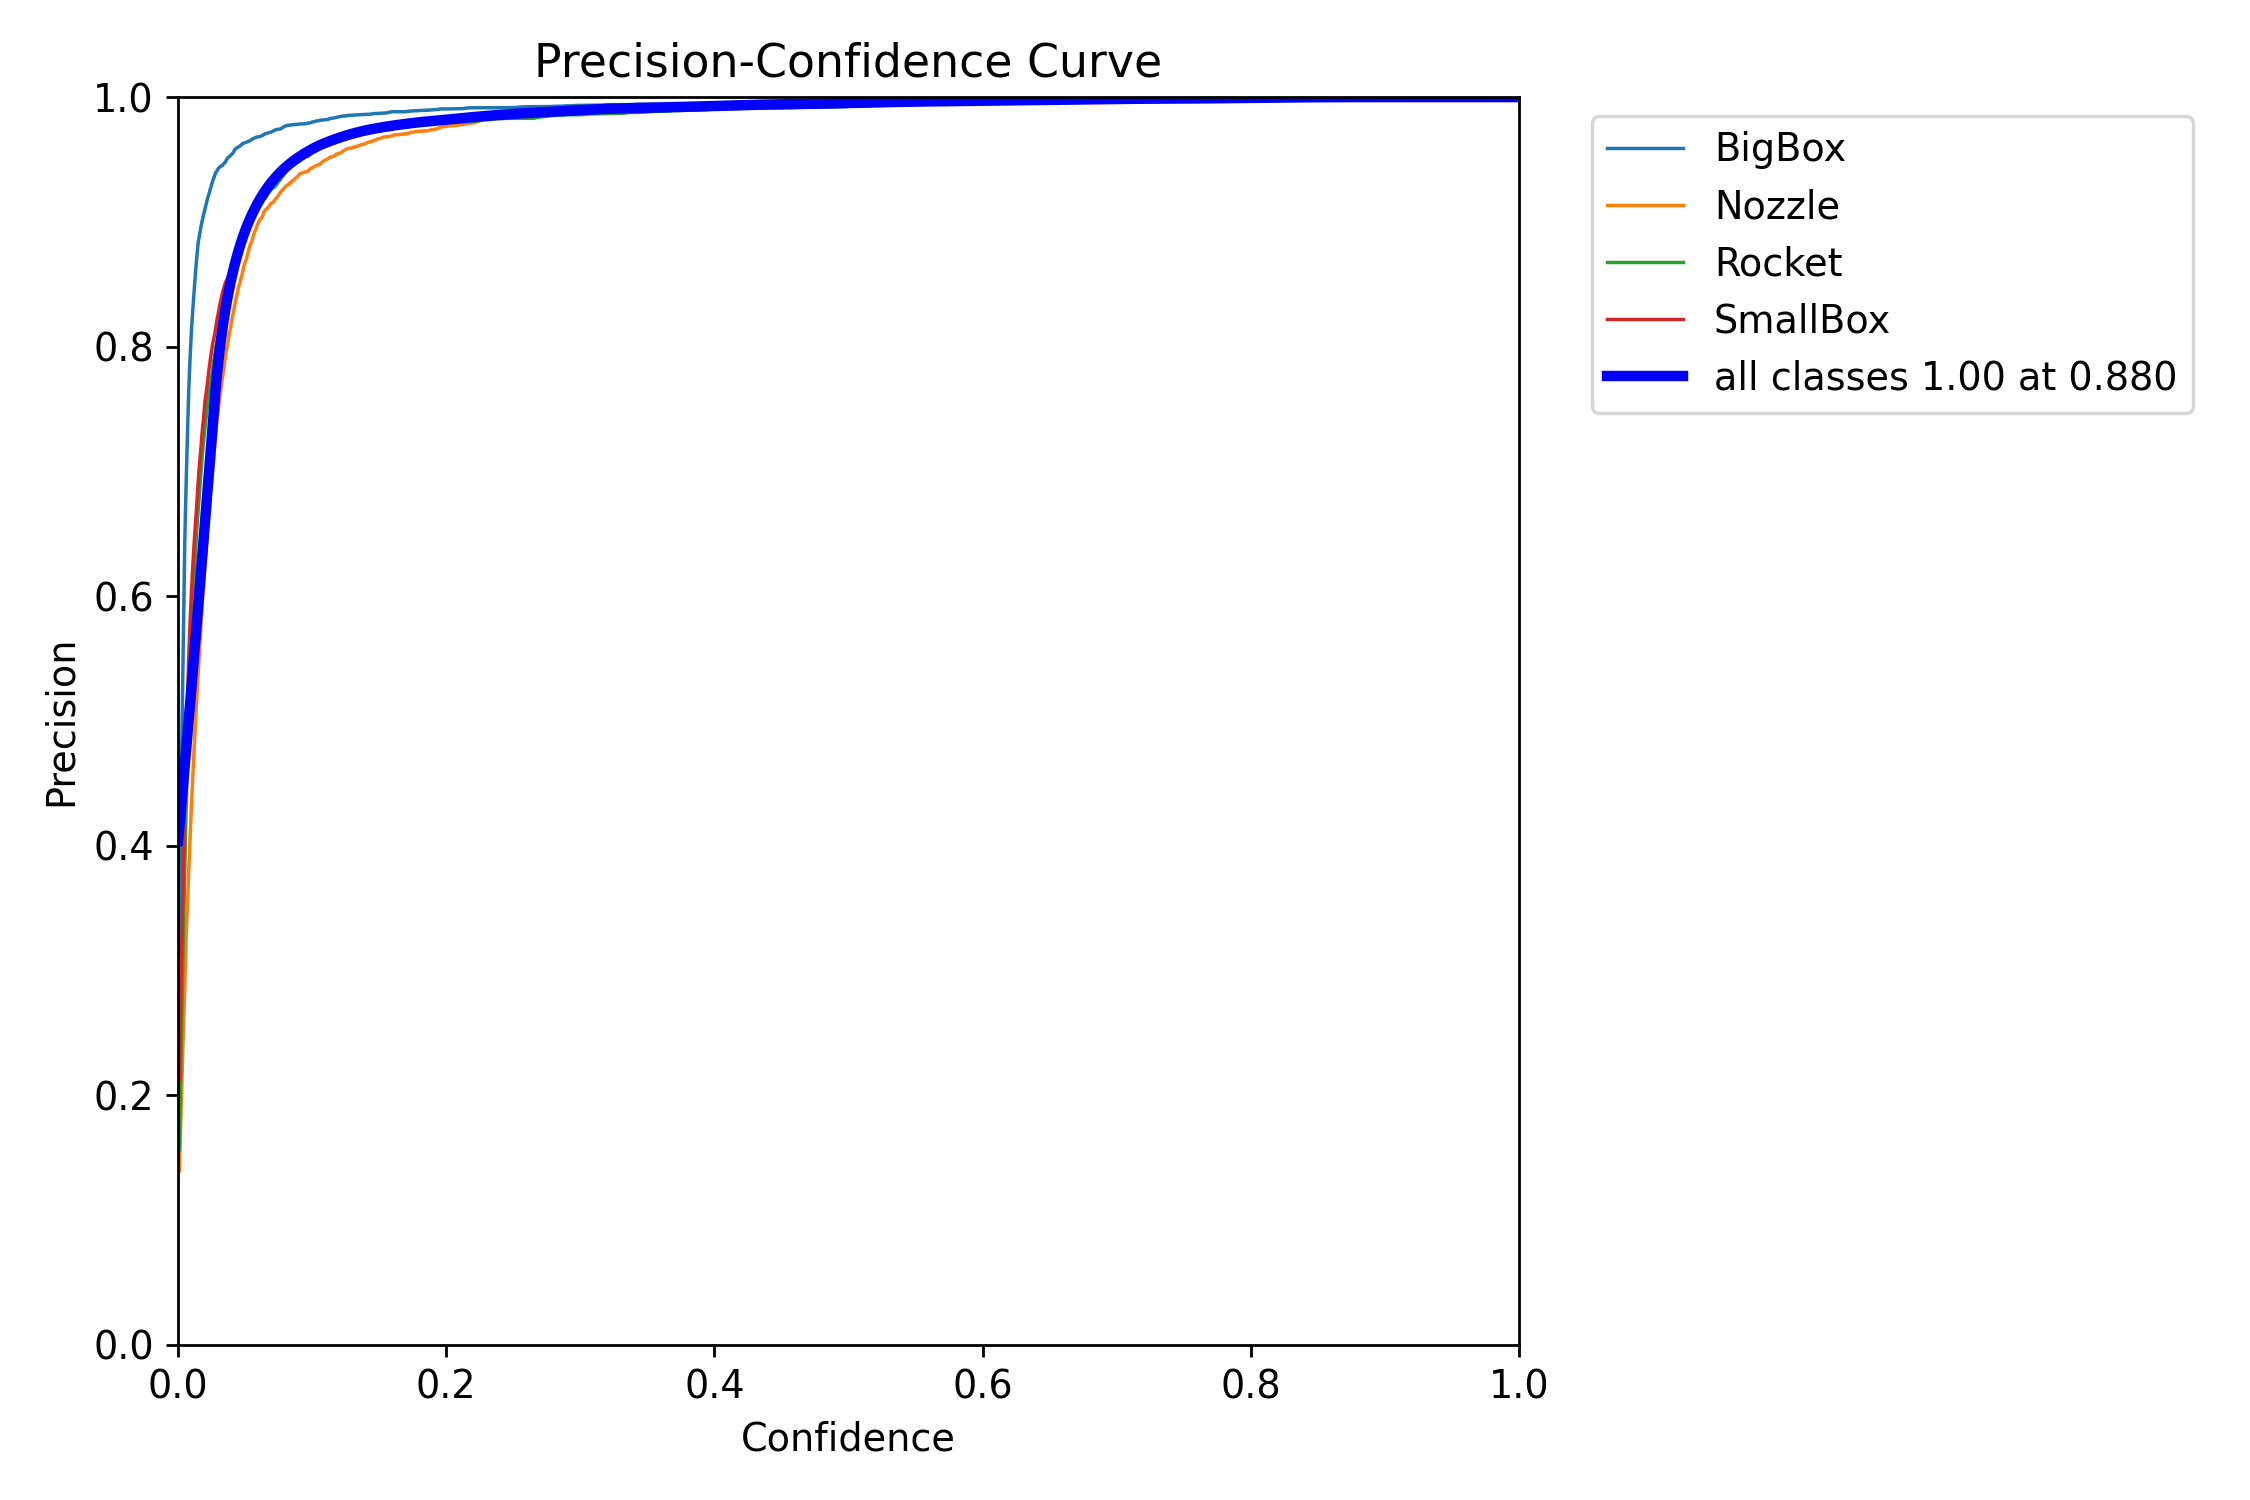 Precision-Confidence Curve
1.0
0.8
0.6
0.4
0.2
0.0
Precision
0.0 0.2 0.4 0.6 0.8 1.0
Confidence
BigBox
Nozzle
Rocket
SmallBox
all classes 1.00 at 0.880